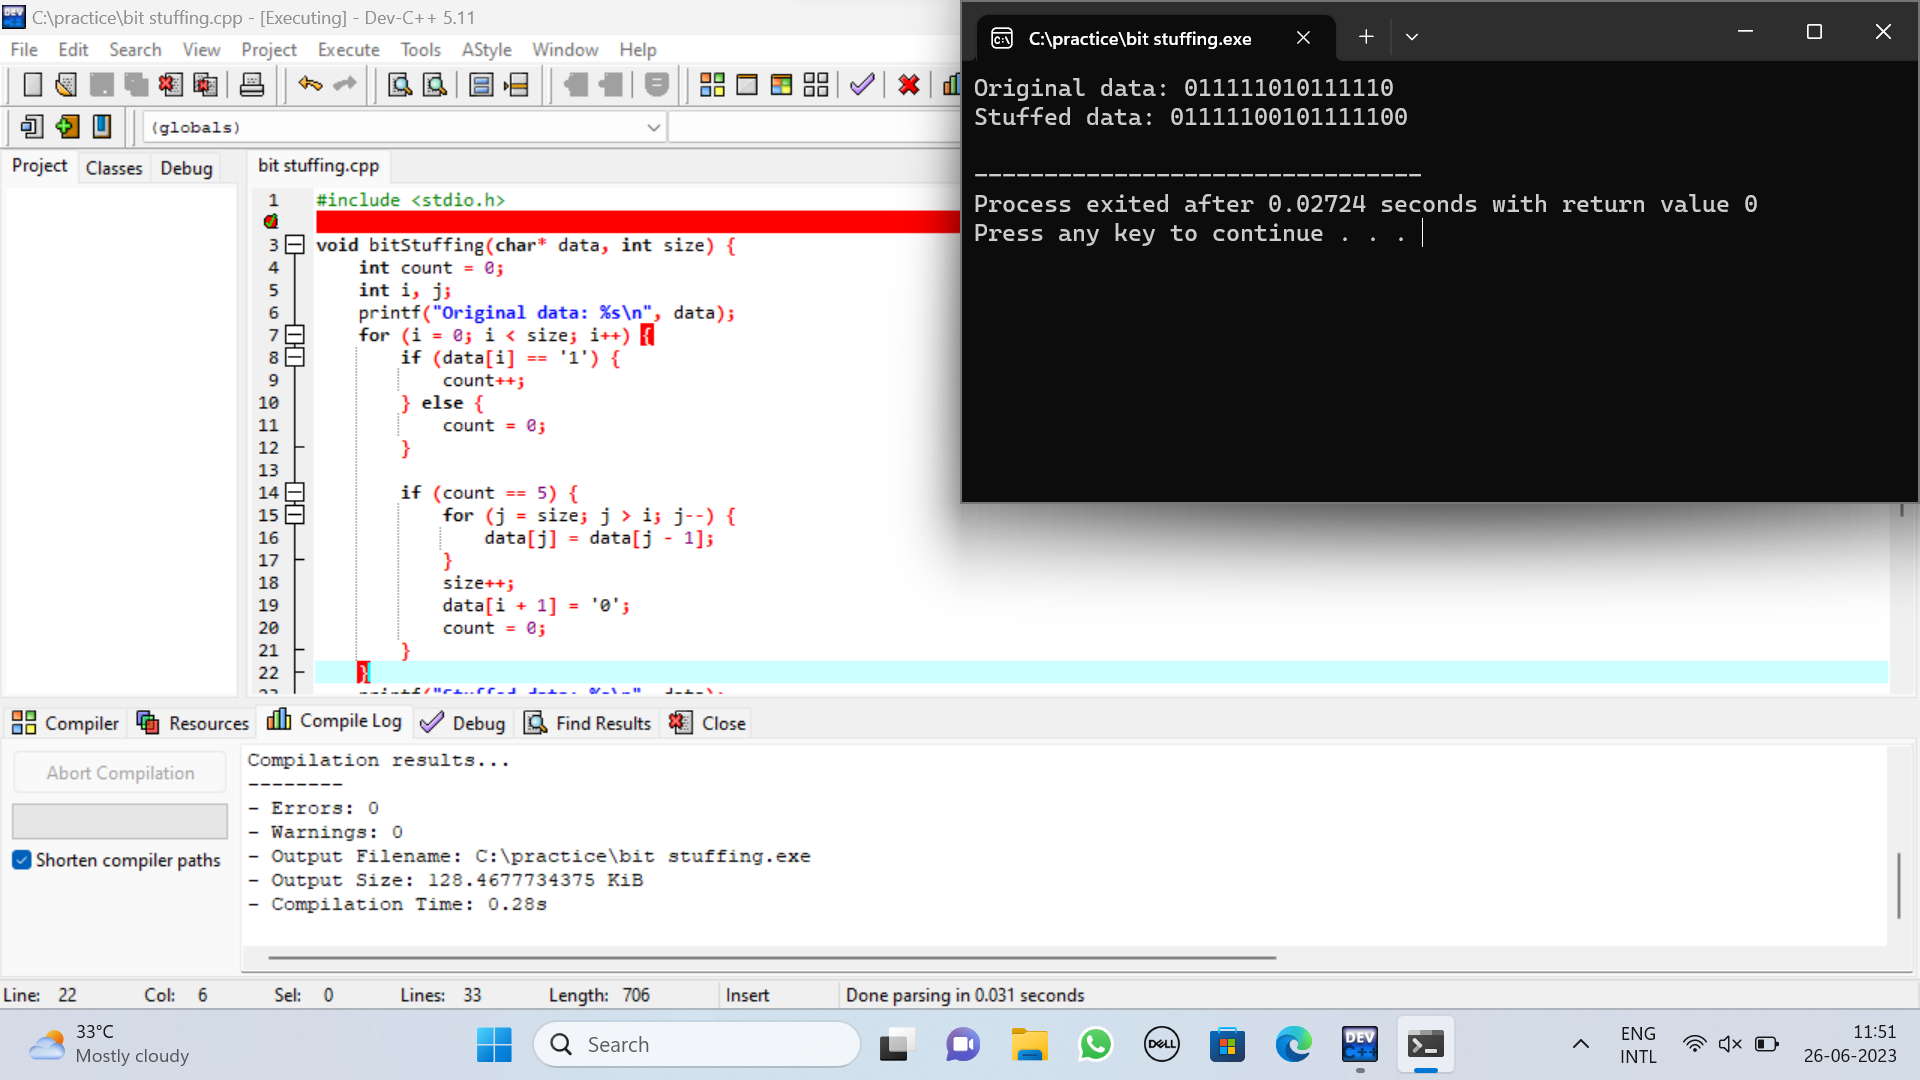 C:\practice\bit stuffing.cpp - [Executing] - Dev-C++ 5.11
File Edit Search View Project Execute Tools AStyle Window Help
(globals)
Project Classes Debug
bit stuffing.cpp
1 #include <stdio.h>
3 void bitStuffing(char* data, int size) {
4 int count = 0;
5 int i, j;
6 printf("Original data: %s\n", data);
7 for (i = 0; i < size; i++) {
8 if (data[i] == '1') {
9 count++;
10 } else {
11 count = 0;
12 }
13
14 if (count == 5) {
15 for (j = size; j > i; j--) {
16 data[j] = data[j - 1];
17 }
18 size++;
19 data[i + 1] = '0';
20 count = 0;
21 }
22 }
23 printf("Stuffed data: %s\n", data);
C:\practice\bit stuffing.exe
Original data: 011111010111110
Stuffed data: 01111100101111100
--------------------------------
Process exited after 0.02724 seconds with return value 0
Press any key to continue . . .
Compiler Resources Compile Log Debug Find Results Close
Abort Compilation
Shorten compiler paths
Compilation results...
--------
- Errors: 0
- Warnings: 0
- Output Filename: C:\practice\bit stuffing.exe
- Output Size: 128.4677734375 KiB
- Compilation Time: 0.28s
Line: 22 Col: 6 Sel: 0 Lines: 33 Length: 706 Insert Done parsing in 0.031 seconds
33°C
Mostly cloudy
Search
DELL
DEV
C++
ENG
INTL
11:51
26-06-2023